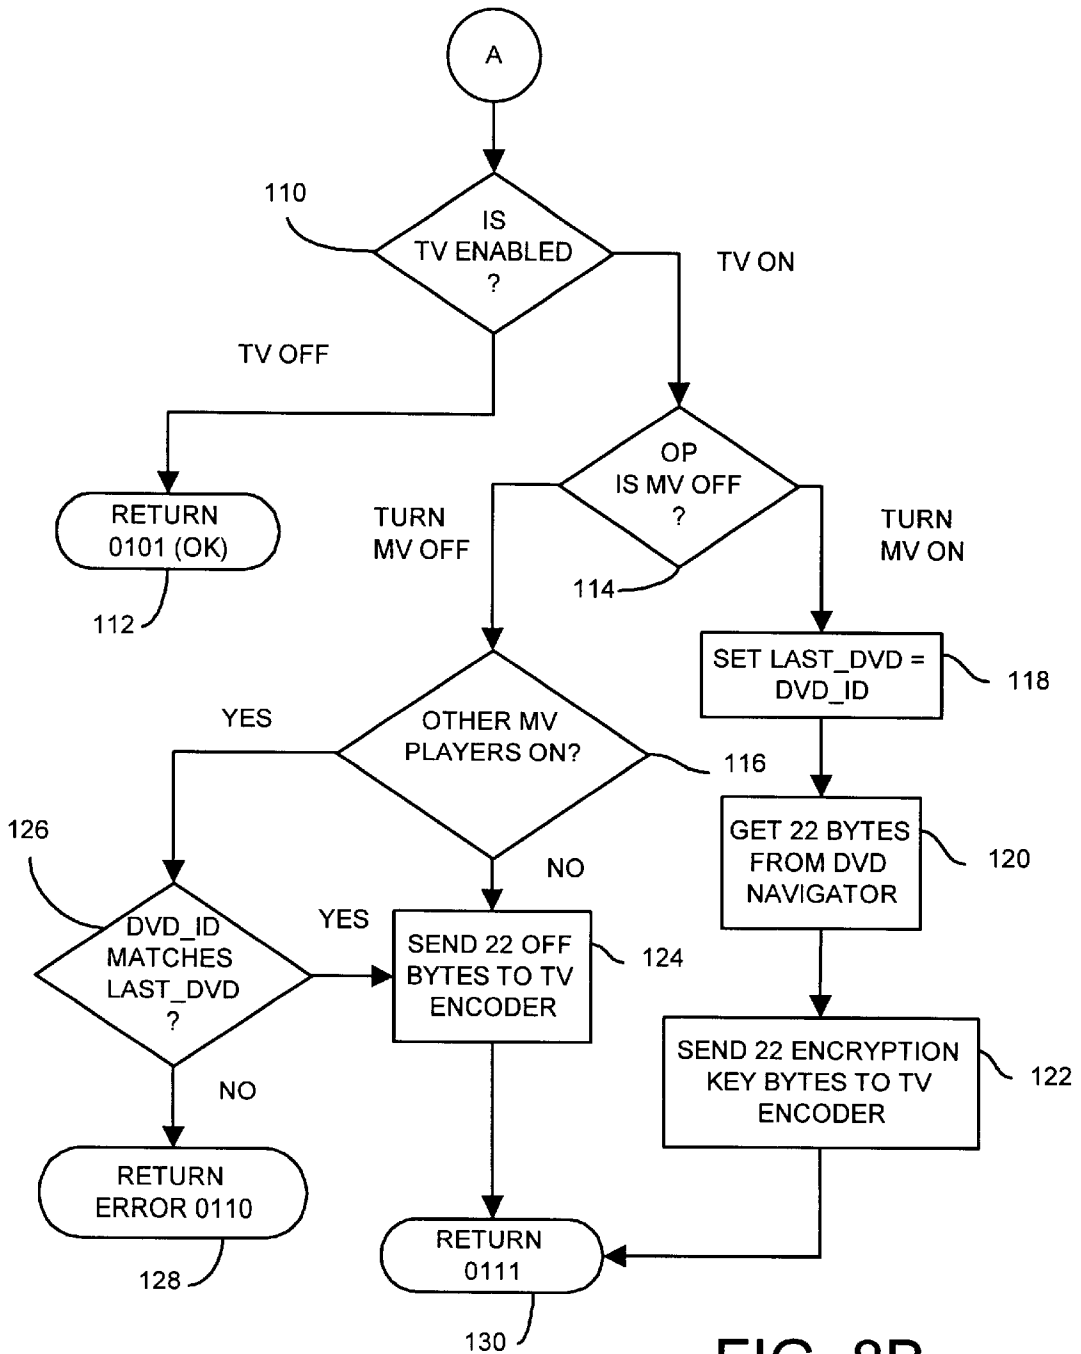 A
110
IS
TV ENABLED
?
TV ON
TV OFF
OP
IS MV OFF
?
RETURN
0101 (OK)
TURN
MV OFF
TURN
MV ON
114
112
SET LAST_DVD =
DVD_ID
118
YES
OTHER MV
PLAYERS ON?
116
126
GET 22 BYTES
FROM DVD
NAVIGATOR
120
NO
DVD_ID
MATCHES
LAST_DVD
?
YES
SEND 22 OFF
BYTES TO TV
ENCODER
124
SEND 22 ENCRYPTION
KEY BYTES TO TV
ENCODER
122
NO
RETURN
ERROR 0110
RETURN
0111
128
130
FIG. 8B